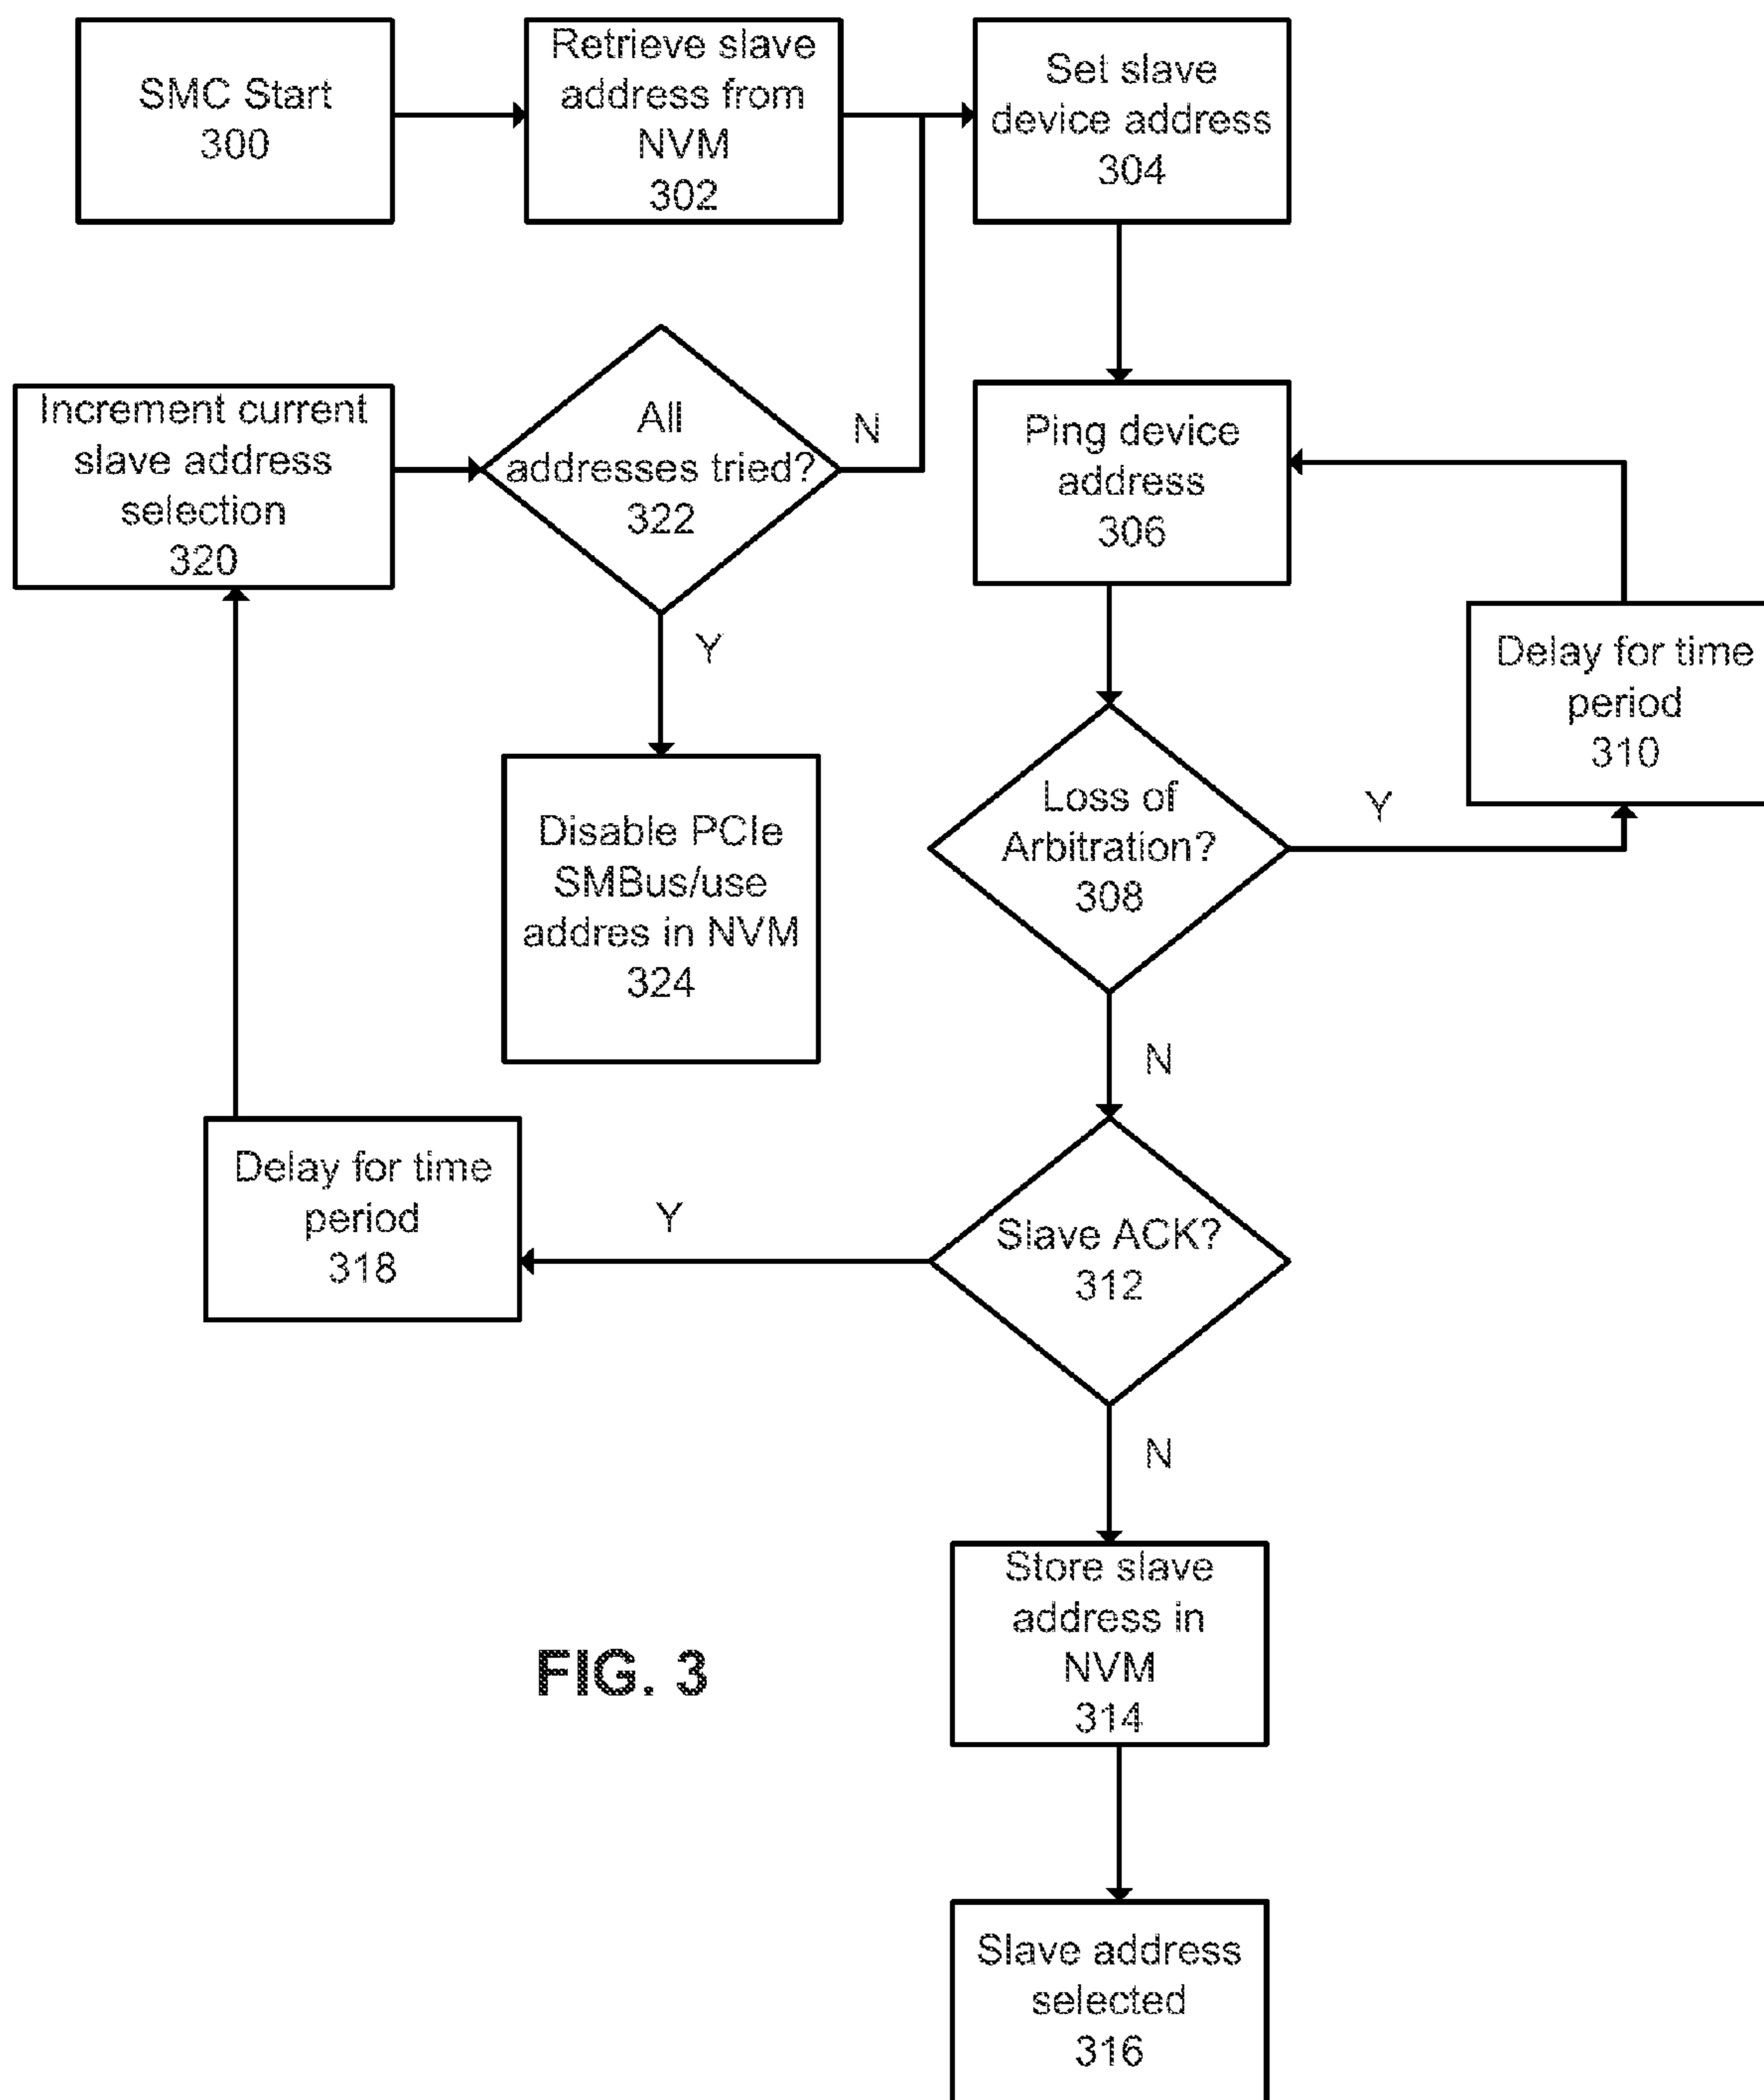 SMC Start
300
Retrieve slave
address from
NVM
302
Set slave
device address
304
Increment current
slave address
selection
320
All
addresses tried?
322
N
Ping device
address
306
Y
Delay for time
period
310
Disable PCIe
SMBus/use
addres in NVM
324
Loss of
Arbitration?
308
Y
N
Delay for time
period
318
Y
Slave ACK?
312
N
Store slave
address in
NVM
314
FIG. 3
Slave address
selected
316